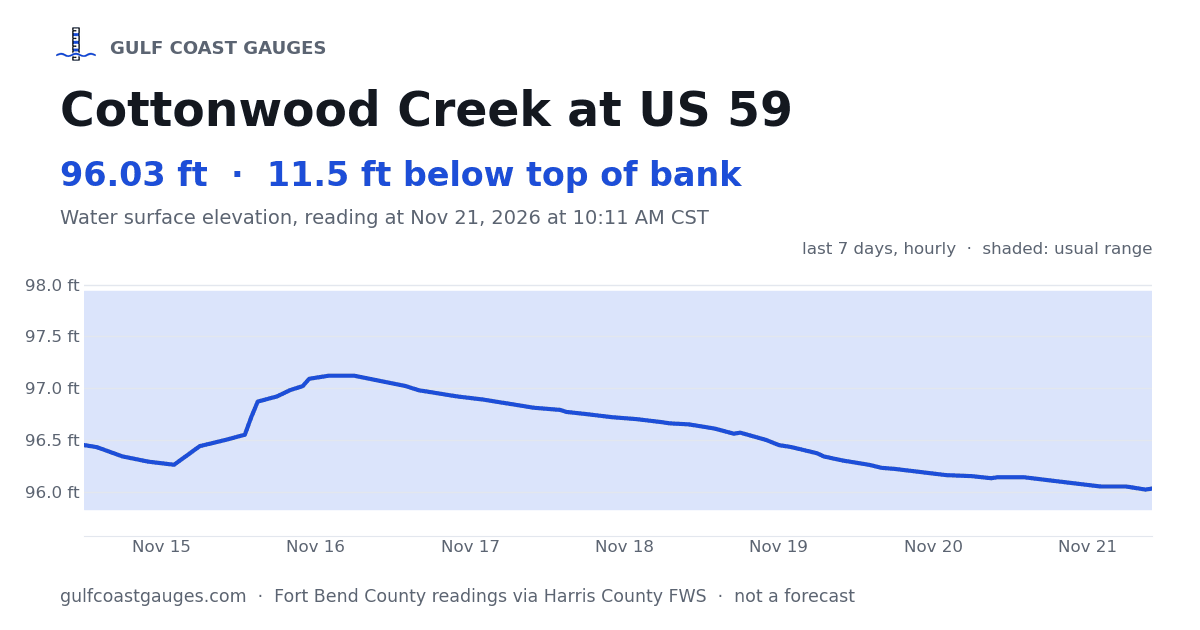 GULF COAST GAUGES
Cottonwood Creek at US 59
96.03 ft · 11.5 ft below top of bank
Water surface elevation, reading at Nov 21, 2026 at 10:11 AM CST
last 7 days, hourly · shaded: usual range
98.0 ft
97.5 ft
97.0 ft
96.5 ft
96.0 ft
Nov 15 Nov 16 Nov 17 Nov 18 Nov 19 Nov 20 Nov 21
gulfcoastgauges.com · Fort Bend County readings via Harris County FWS · not a forecast